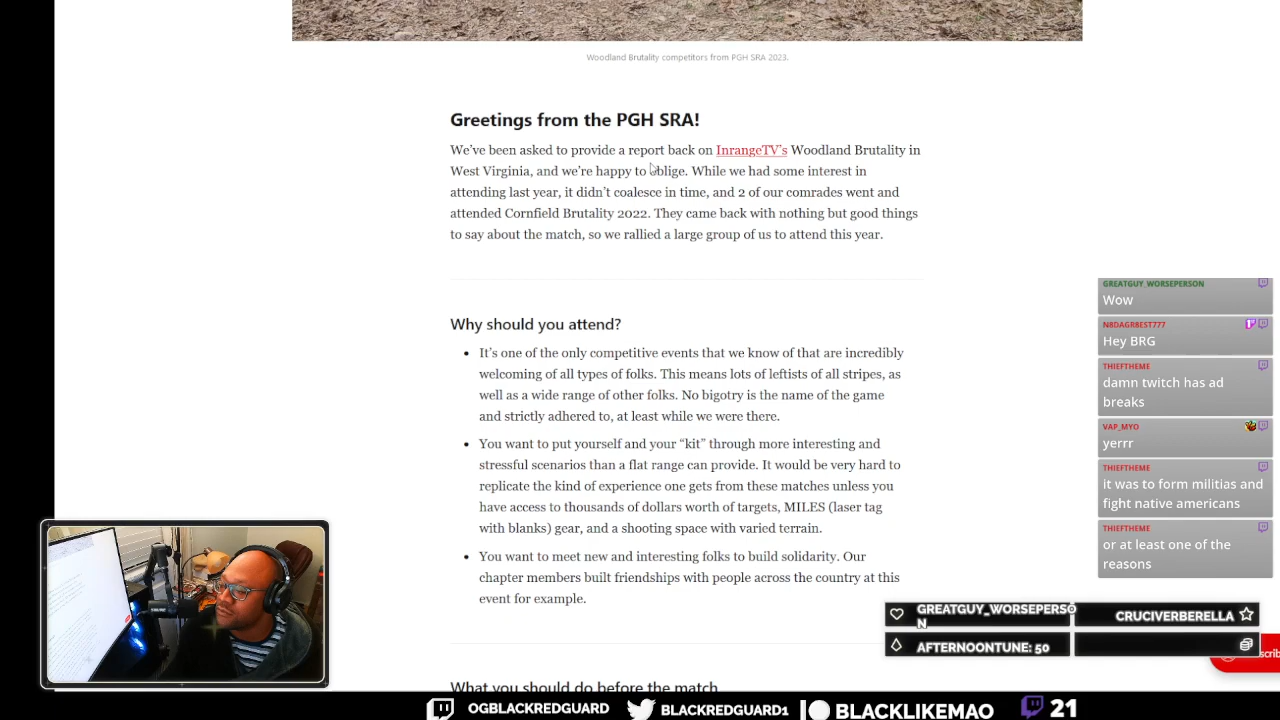 Woodland Brutality competitors from PGH SRA 2023.
Greetings from the PGH SRA!
We've been asked to provide a report back on InrangeTV's Woodland Brutality in
West Virginia, and we're happy to oblige. While we had some interest in
attending last year, it didn't coalesce in time, and 2 of our comrades went and
attended Cornfield Brutality 2022. They came back with nothing but good things
to say about the match, so we rallied a large group of us to attend this year.
Why should you attend?
It's one of the only competitive events that we know of that are incredibly
welcoming of all types of folks. This means lots of leftists of all stripes, as
well as a wide range of other folks. No bigotry is the name of the game
and strictly adhered to, at least while we were there.
You want to put yourself and your "kit" through more interesting and
stressful scenarios than a flat range can provide. It would be very hard to
replicate the kind of experience one gets from these matches unless you
have access to thousands of dollars worth of targets, MILES (laser tag
with blanks) gear, and a shooting space with varied terrain.
You want to meet new and interesting folks to build solidarity. Our
chapter members built friendships with people across the country at this
event for example.
What you should do before the match
GREATGUY_WORSEPERSON
Wow
N8DAGR8EST777
Hey BRG
THIEFTHEME
damn twitch has ad
breaks
VAP_MYO
yerrr
THIEFTHEME
it was to form militias and
fight native americans
THIEFTHEME
or at least one of the
reasons
GREATGUY_WORSEPERSO
N
CRUCIVERBERELLA
AFTERNOONTUNE: 50
scrib
OGBLACKREDGUARD
BLACKREDGUARD1
BLACKLIKEMAO
21